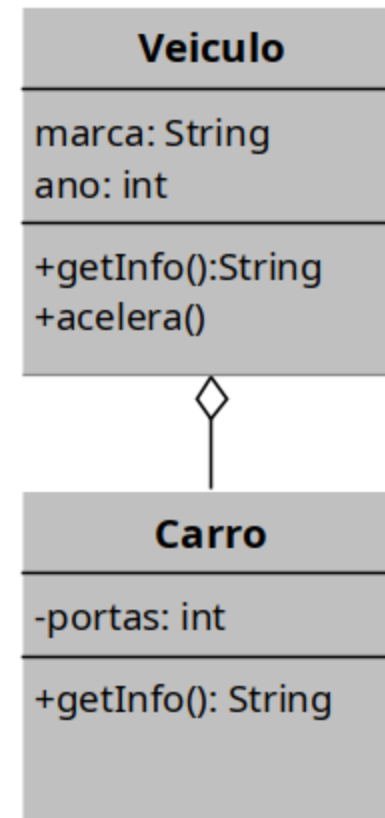 Veiculo
marca: String
ano: int
+getInfo():String
+acelera()
Carro
-portas: int
+getInfo(): String